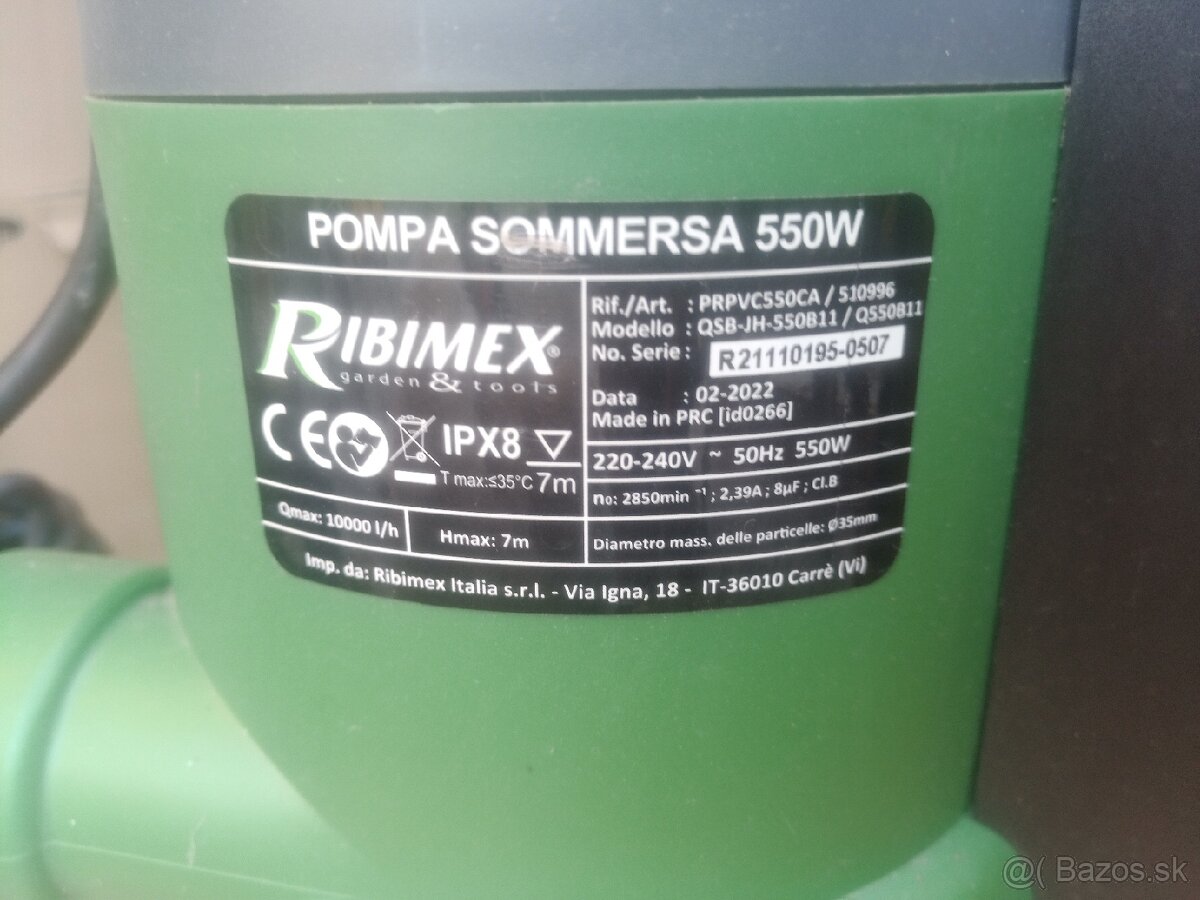 POMPA SOMMERSA 550W
RIBIMEX®
garden & tools
CE
IPX8
T max:≤35°C 7m
Qmax: 10000 l/h
Hmax: 7m
Rif./Art. : PRPVC550CA / 510996
Modello : QSB-JH-550B11 / Q550B11
No. Serie : R21110195-0507
Data : 02-2022
Made in PRC [id0266]
220-240V ~ 50Hz 550W
n₀: 2850min ⁻¹ ; 2,39A ; 8µF ; Cl.B
Diametro mass. delle particelle: Ø35mm
Imp. da: Ribimex Italia s.r.l. - Via Igna, 18 - IT-36010 Carrè (Vi)
@( Bazos.sk